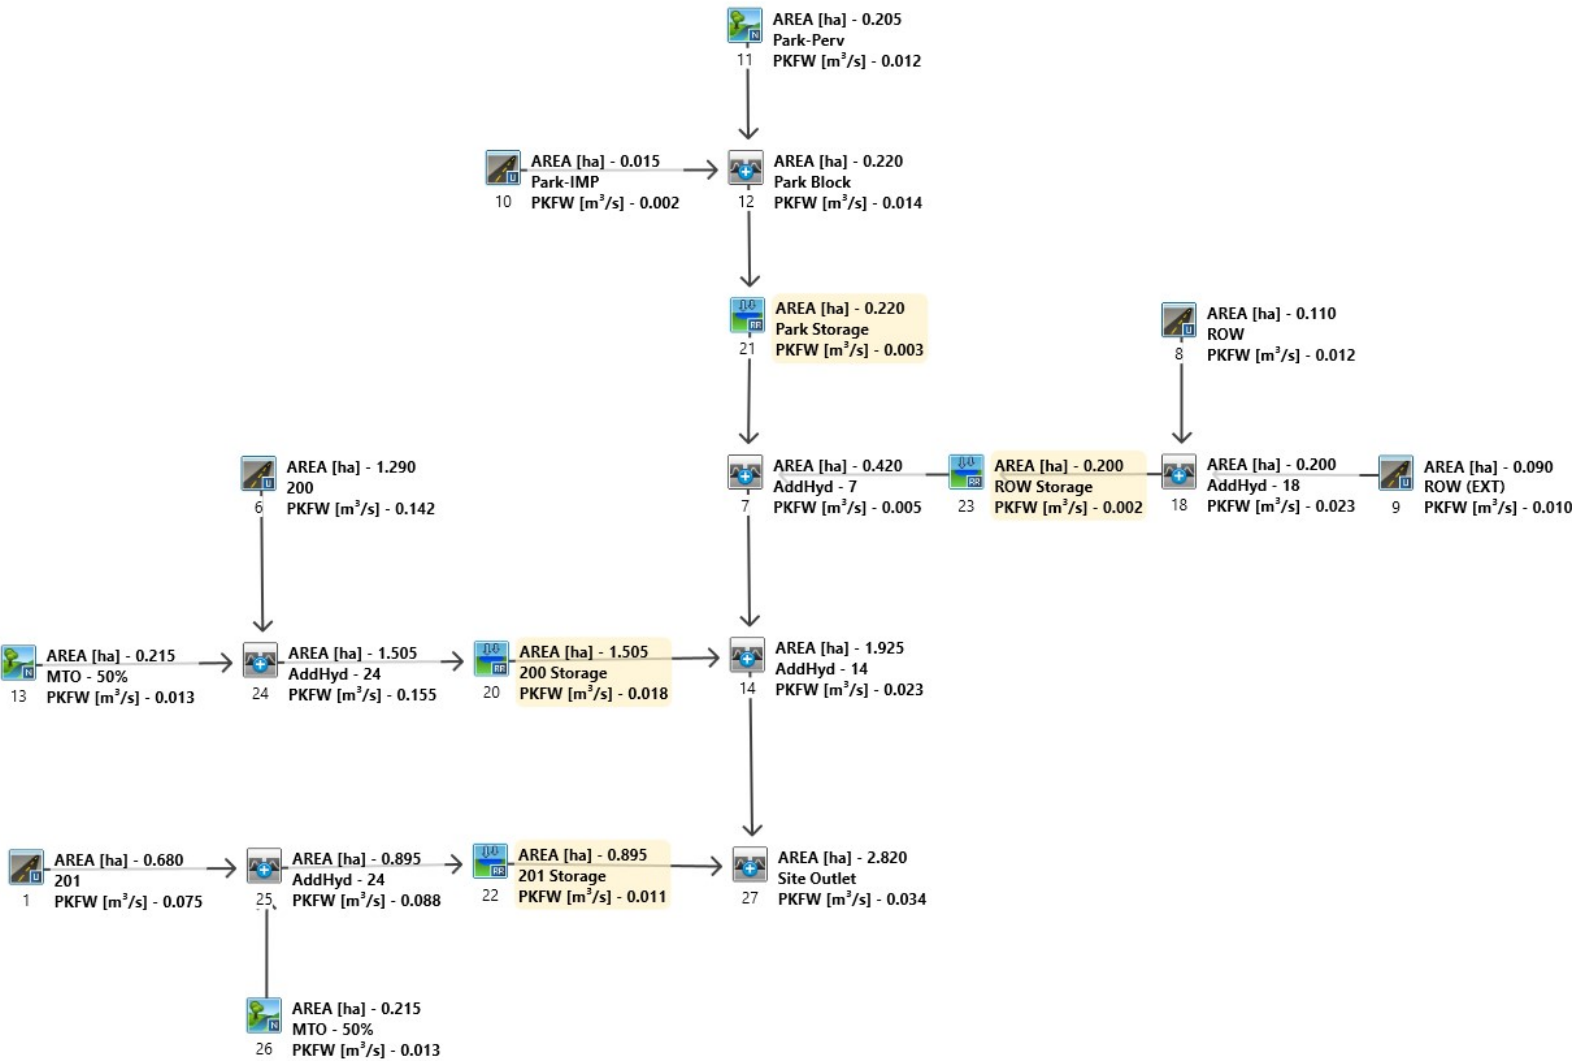 AREA [ha] - 0.205
Park-Perv
PKFW [m³/s] - 0.012
N
11
AREA [ha] - 0.015
Park-IMP
PKFW [m³/s] - 0.002
U
10
AREA [ha] - 0.220
Park Block
PKFW [m³/s] - 0.014
12
AREA [ha] - 0.220
Park Storage
PKFW [m³/s] - 0.003
RR
21
AREA [ha] - 0.110
ROW
PKFW [m³/s] - 0.012
U
8
AREA [ha] - 1.290
200
PKFW [m³/s] - 0.142
U
6
AREA [ha] - 0.420
AddHyd - 7
PKFW [m³/s] - 0.005
7
AREA [ha] - 0.200
ROW Storage
PKFW [m³/s] - 0.002
RR
23
AREA [ha] - 0.200
AddHyd - 18
PKFW [m³/s] - 0.023
18
AREA [ha] - 0.090
ROW (EXT)
PKFW [m³/s] - 0.010
U
9
AREA [ha] - 0.215
MTO - 50%
PKFW [m³/s] - 0.013
N
13
AREA [ha] - 1.505
AddHyd - 24
PKFW [m³/s] - 0.155
24
AREA [ha] - 1.505
200 Storage
PKFW [m³/s] - 0.018
RR
20
AREA [ha] - 1.925
AddHyd - 14
PKFW [m³/s] - 0.023
14
AREA [ha] - 0.680
201
PKFW [m³/s] - 0.075
U
1
AREA [ha] - 0.895
AddHyd - 24
PKFW [m³/s] - 0.088
25
AREA [ha] - 0.895
201 Storage
PKFW [m³/s] - 0.011
RR
22
AREA [ha] - 2.820
Site Outlet
PKFW [m³/s] - 0.034
27
AREA [ha] - 0.215
MTO - 50%
PKFW [m³/s] - 0.013
N
26